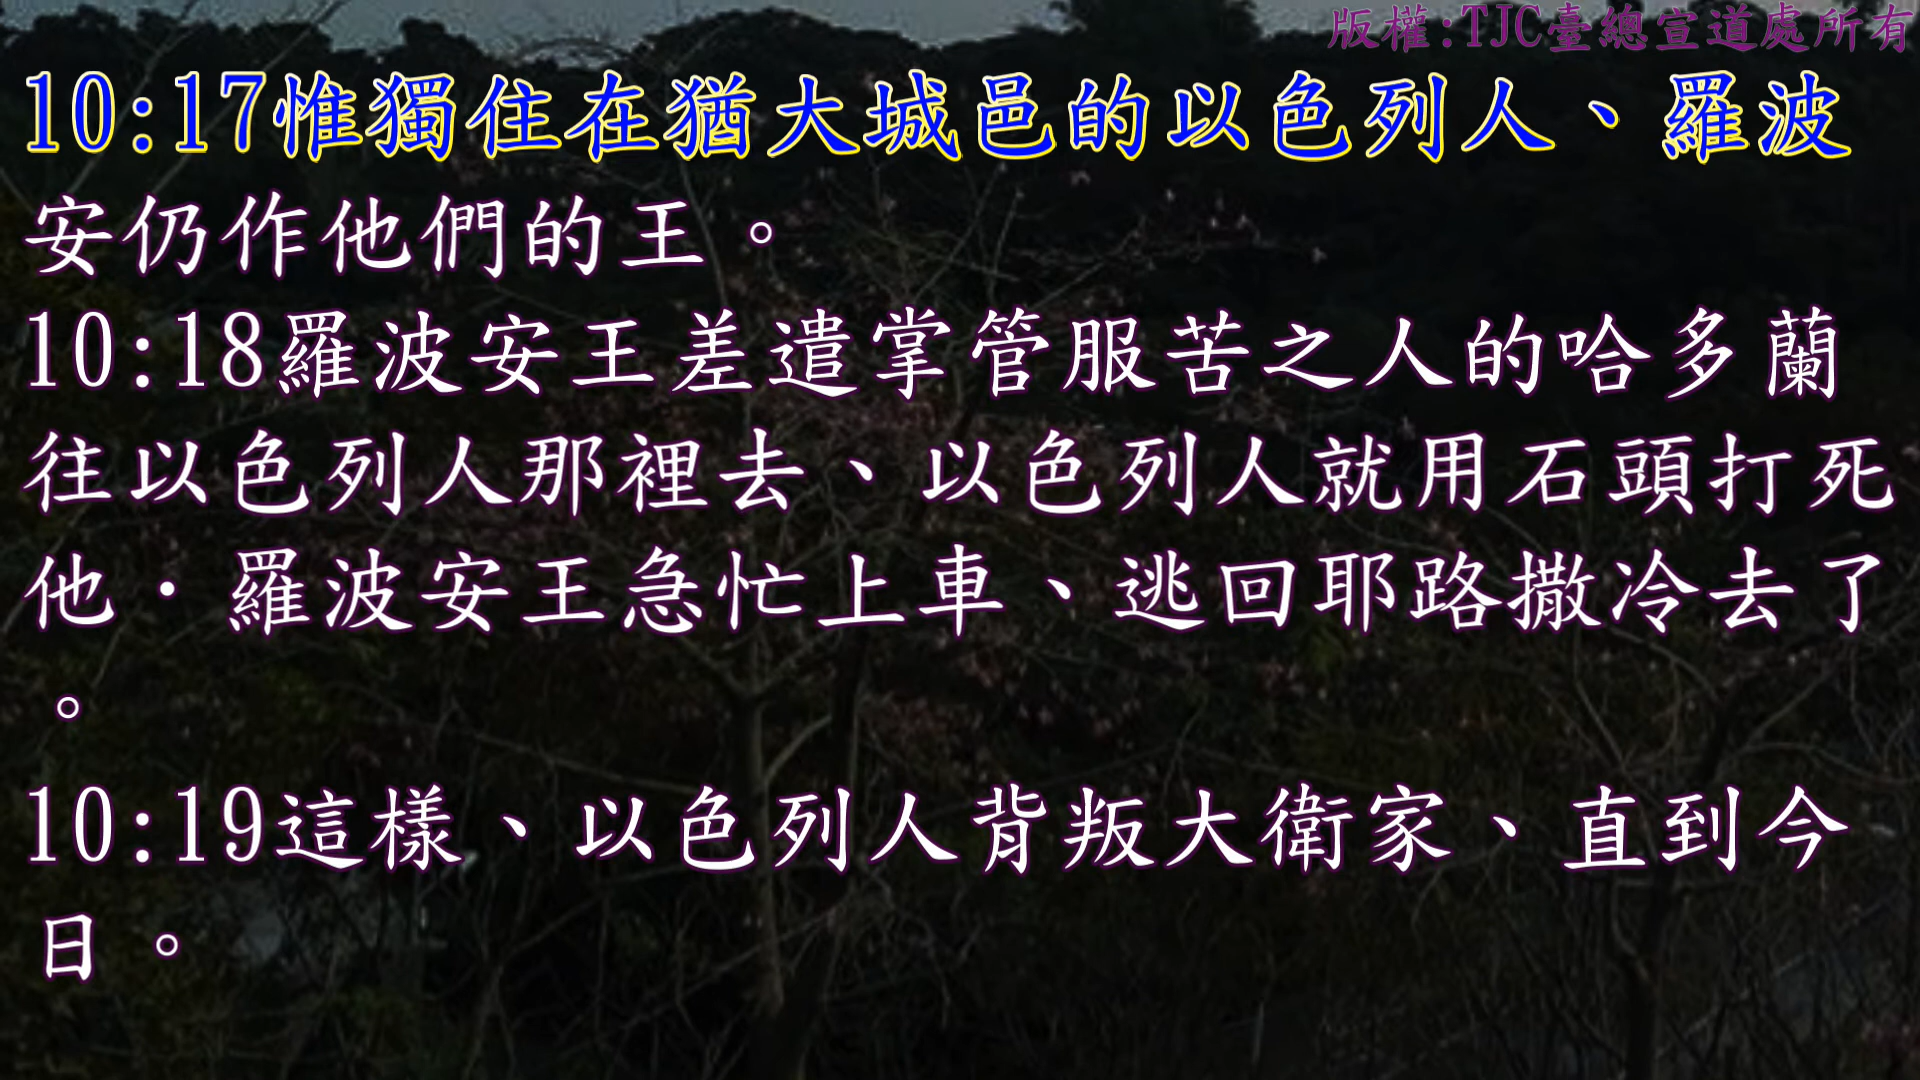 版權:TJC臺總宣道處所有
10:17惟獨住在猶大城邑的以色列人、羅波
安仍作他們的王。
10:18羅波安王差遣掌管服苦之人的哈多蘭
往以色列人那裡去、以色列人就用石頭打死
他．羅波安王急忙上車、逃回耶路撒冷去了
。
10:19這樣、以色列人背叛大衛家、直到今
日。